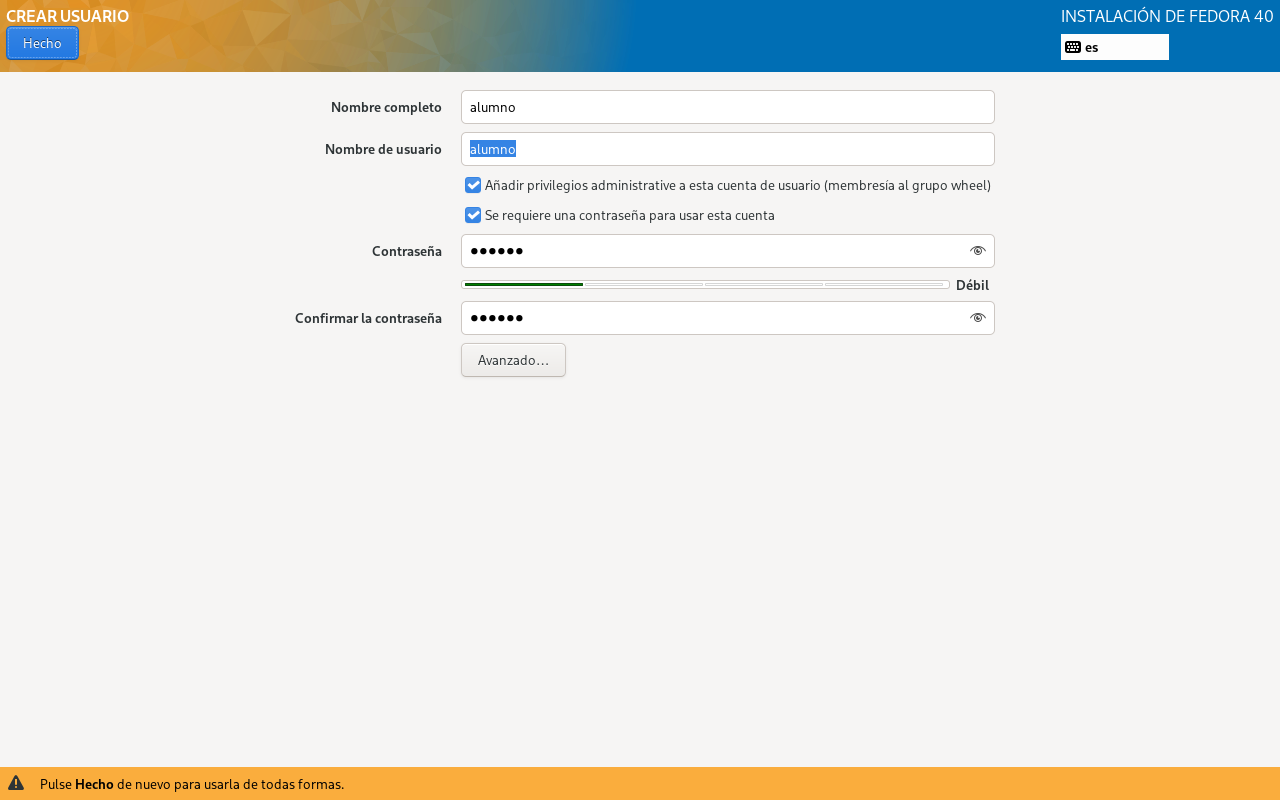 CREAR USUARIO
INSTALACIÓN DE FEDORA 40
Hecho
es
Nombre completo
alumno
Nombre de usuario
alumno
Añadir privilegios administrative a esta cuenta de usuario (membresía al grupo wheel)
Se requiere una contraseña para usar esta cuenta
Contraseña
●●●●●●
Débil
Confirmar la contraseña
●●●●●●
Avanzado...
Pulse Hecho de nuevo para usarla de todas formas.